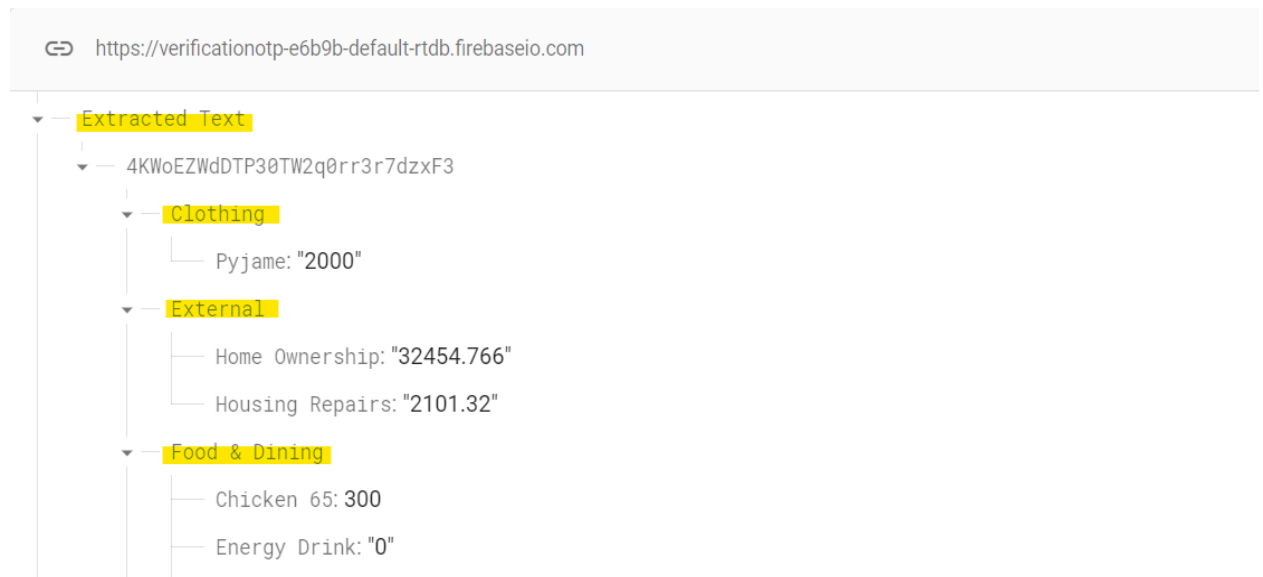 https://verificationotp-e6b9b-default-rtdb.firebaseio.com
Extracted Text
4KWoEZWdDTP30TW2q0rr3r7dzxF3
Clothing
Pyjame: "2000"
External
Home Ownership: "32454.766"
Housing Repairs: "2101.32"
Food & Dining
Chicken 65: 300
Energy Drink: "0"